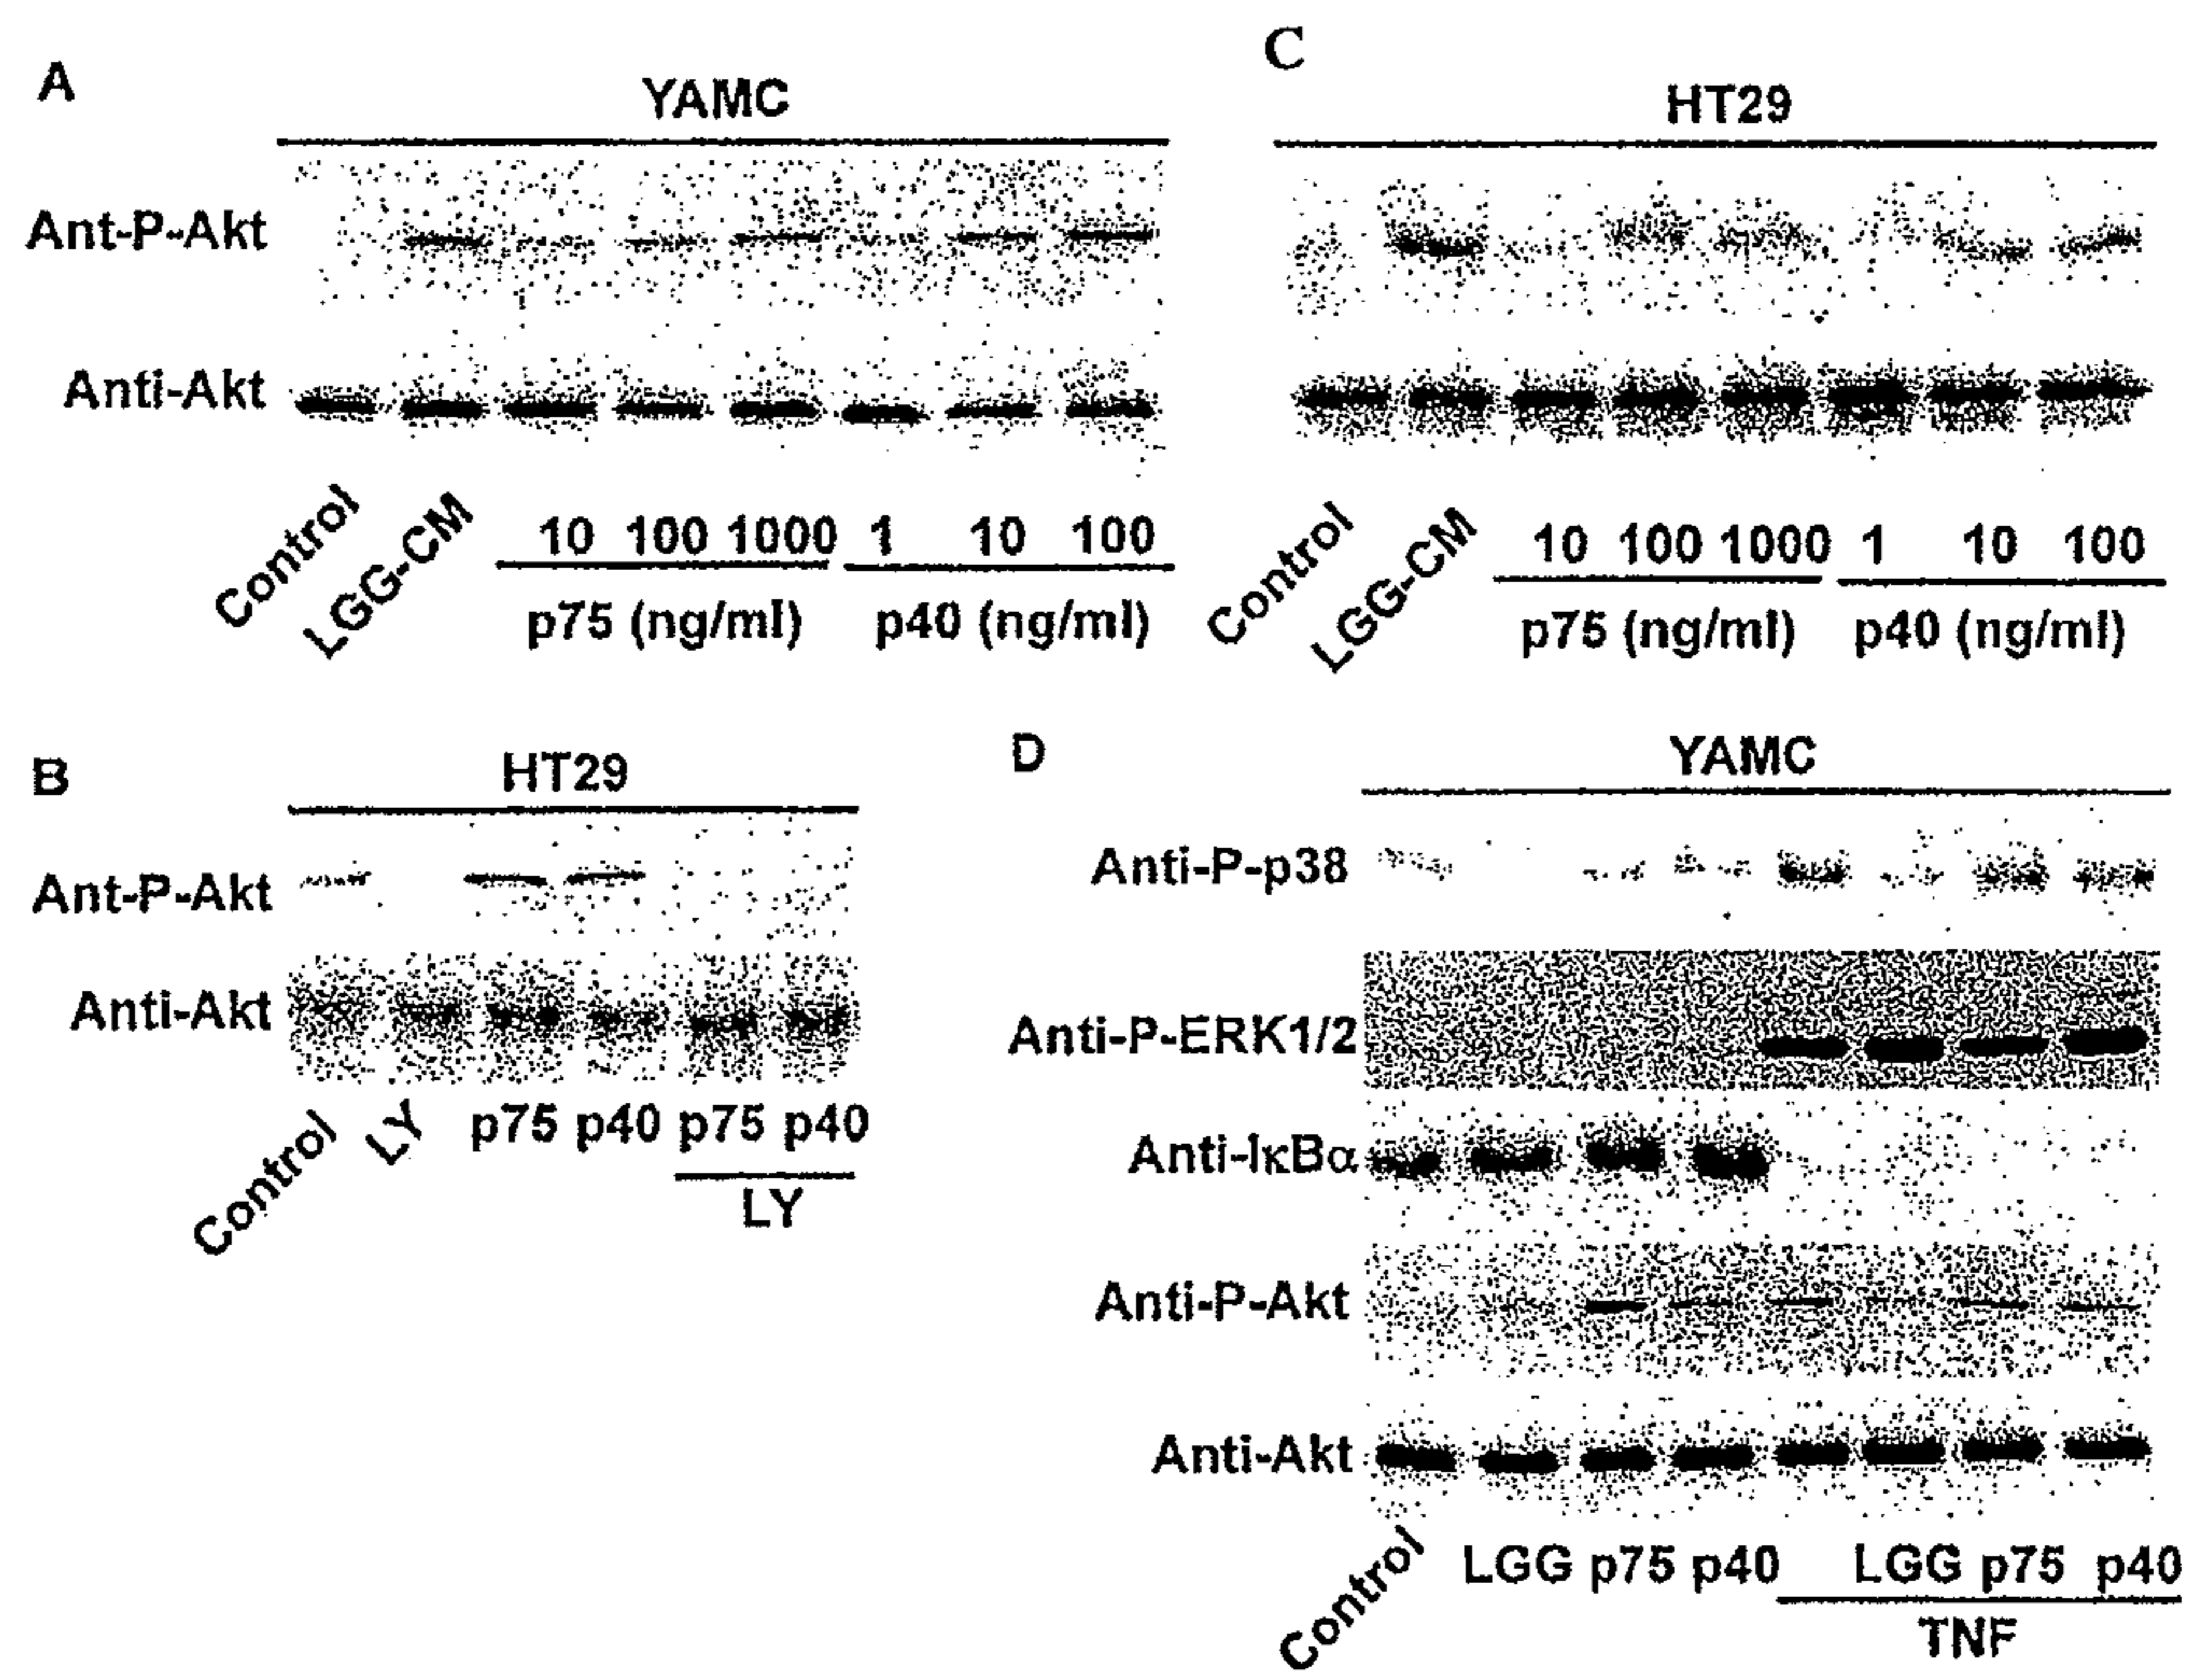 A
YAMC
Ant-P-Akt
Anti-Akt
Control
LGG-CM
10 100 1000 1 10 100
p75 (ng/ml) p40 (ng/ml)
C
HT29
Control
LGG-CM
10 100 1000 1 10 100
p75 (ng/ml) p40 (ng/ml)
B
HT29
Ant-P-Akt
Anti-Akt
Control
LY
p75 p40 p75 p40
LY
D
YAMC
Anti-P-p38
Anti-P-ERK1/2
Anti-IκBα
Anti-P-Akt
Anti-Akt
Control
LGG p75 p40 LGG p75 p40
TNF